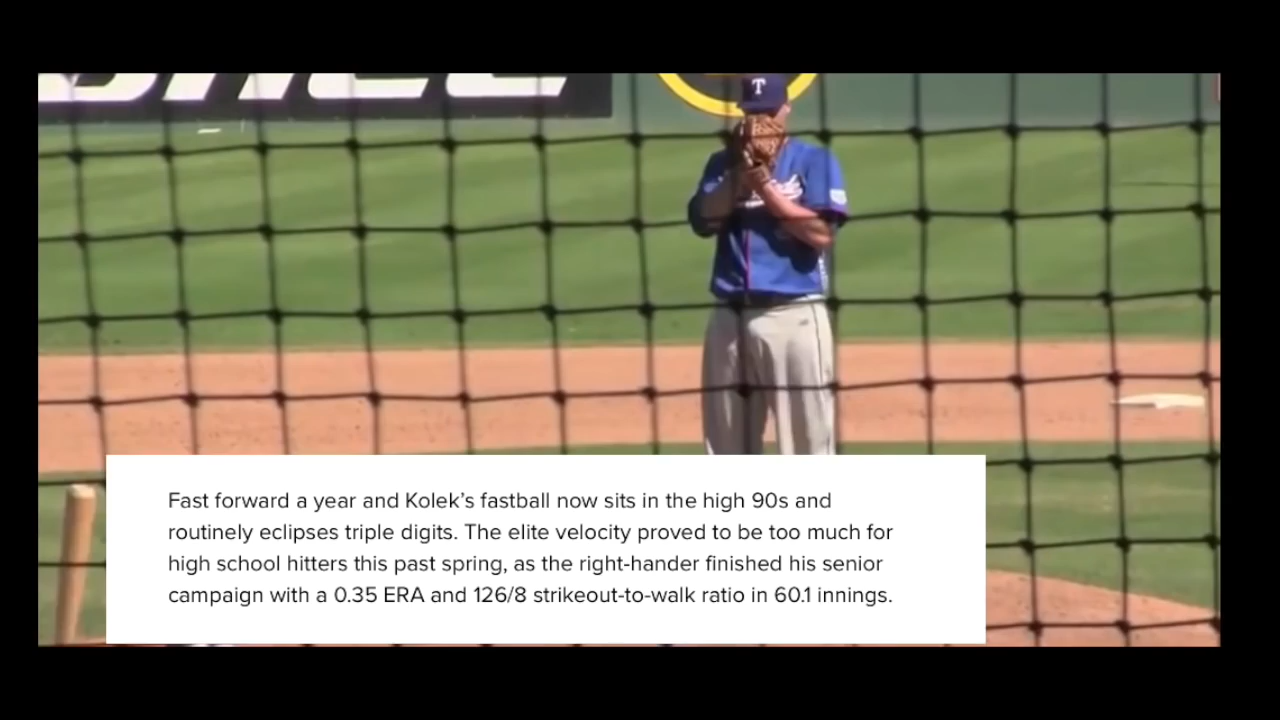 T
Fast forward a year and Kolek’s fastball now sits in the high 90s and
routinely eclipses triple digits. The elite velocity proved to be too much for
high school hitters this past spring, as the right-hander finished his senior
campaign with a 0.35 ERA and 126/8 strikeout-to-walk ratio in 60.1 innings.